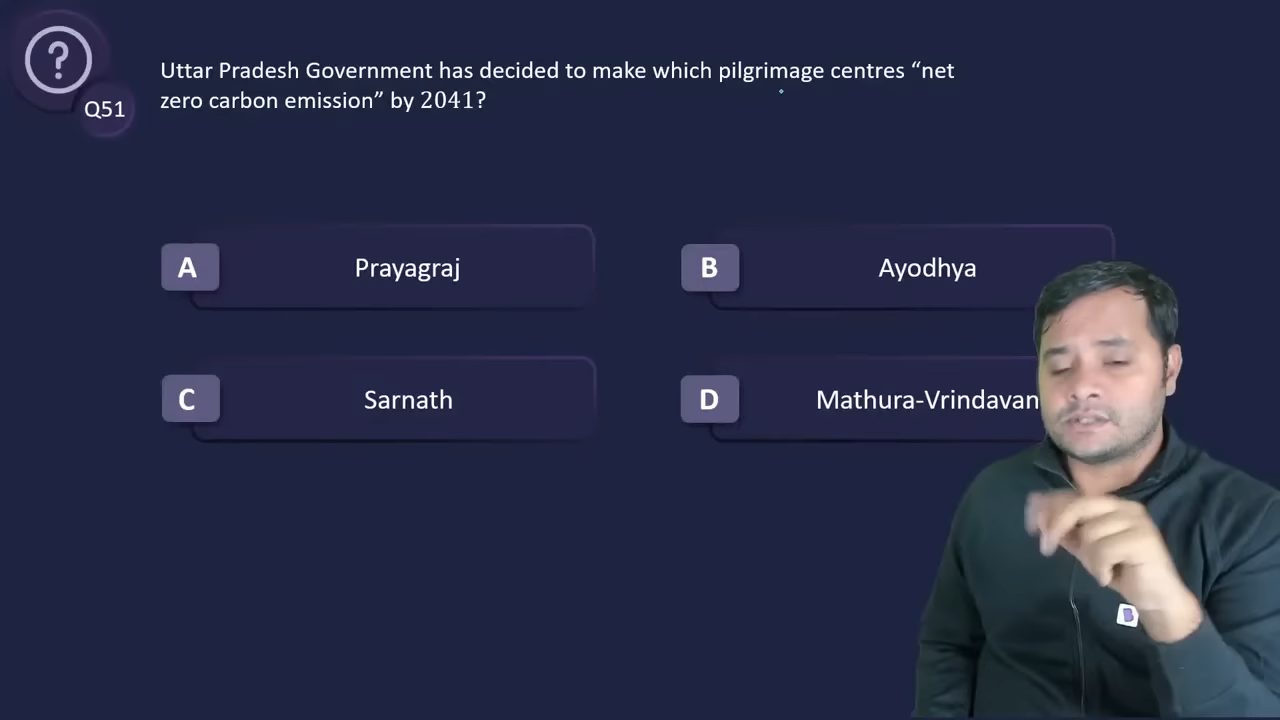 ?
Q51
Uttar Pradesh Government has decided to make which pilgrimage centres “net
zero carbon emission” by 2041?
A
Prayagraj
B
Ayodhya
C
Sarnath
D
Mathura-Vrindavan
B